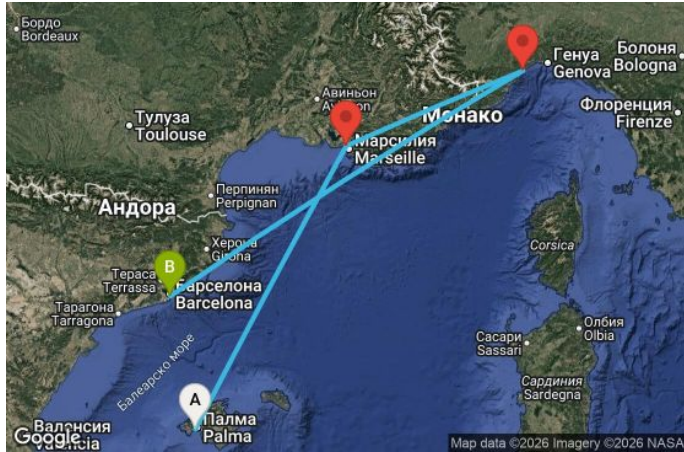 Бордо
Bordeaux
Генуа
Genova
Болоня
Bologna
Авиньон
Тулуза
Toulouse
Монако
Флоренция
Firenze
Марсилия
Marseille
Перпинян
Perpignan
Андора
Херона
Girona
Corsica
B
Тераса
Terrassa
Барселона
Barcelona
Тарагона
Tarragona
Олбия
Olbia
Сасари
Sassari
Балеарско море
Сардиния
Sardegna
A
Палма
Palma
Валенсия
Google
Map data ©2026 Imagery ©2026 NASA